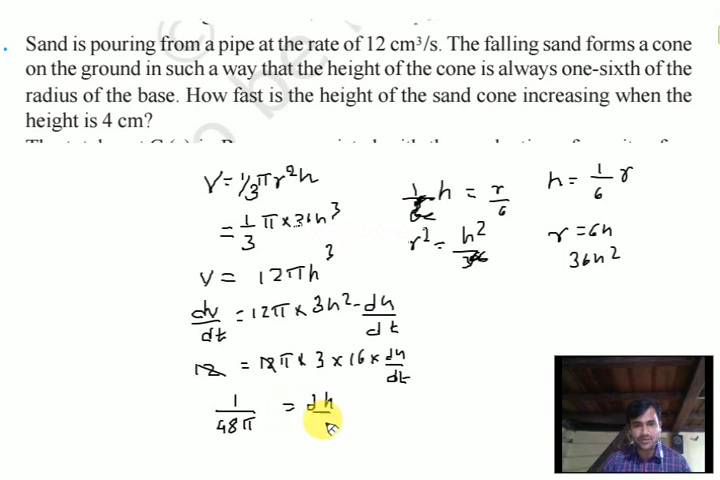 . Sand is pouring from a pipe at the rate of 12 cm³/s. The falling sand forms a cone
on the ground in such a way that the height of the cone is always one-sixth of the
radius of the base. How fast is the height of the sand cone increasing when the
height is 4 cm?
V = 1/3 πr²h
= 1/3 π × 36h³
V = 12πh³
dv/dt = 12π × 3h² - dh/dt
12 = 12π × 3 × 16 × dh/dt
1/48π = dh
h = r/6
r² = h²/36
h = 1/6 r
r = 6h
36h²